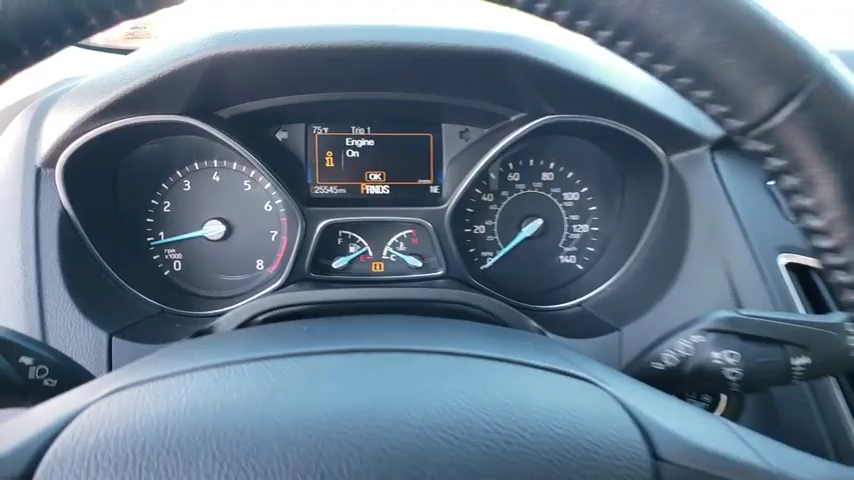 75°F Trip 1
Engine
On
i
OK
25545mi PRNDS NE
1 2 3 4 5 6 7 8
rpm
x1000
0
F E
H C
20 40 60 80 100 120 140